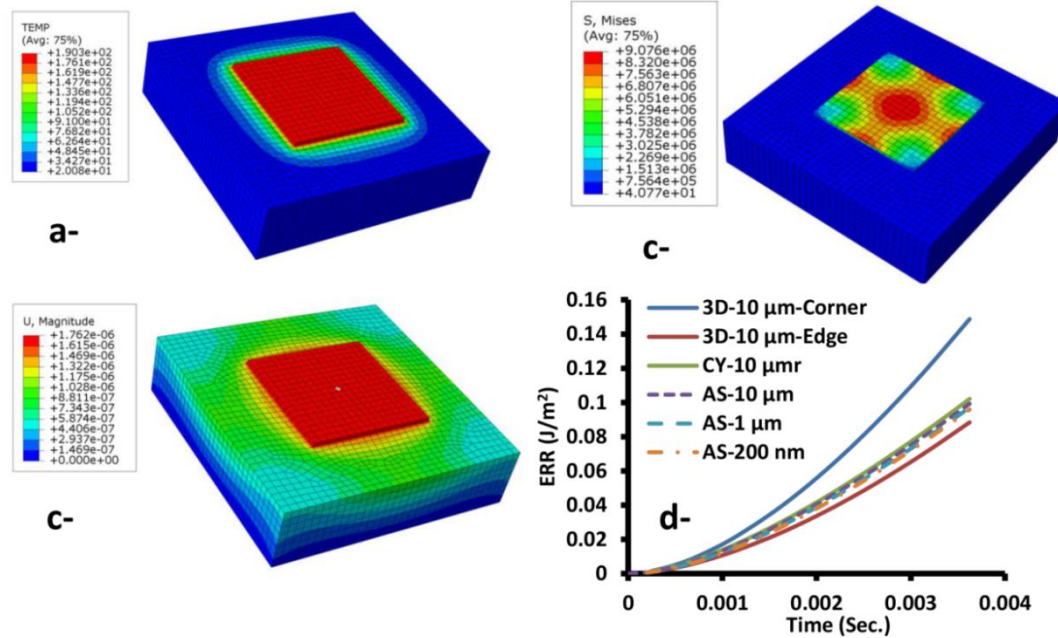 TEMP
(Avg: 75%)
+1.903e+02
+1.761e+02
+1.619e+02
+1.477e+02
+1.336e+02
+1.194e+02
+1.052e+02
+9.100e+01
+7.682e+01
+6.264e+01
+4.845e+01
+3.427e+01
+2.008e+01
a-
S, Mises
(Avg: 75%)
+9.076e+06
+8.320e+06
+7.563e+06
+6.807e+06
+6.051e+06
+5.294e+06
+4.538e+06
+3.782e+06
+3.025e+06
+2.269e+06
+1.513e+06
+7.564e+05
+4.077e+01
c-
U, Magnitude
+1.762e-06
+1.615e-06
+1.469e-06
+1.322e-06
+1.175e-06
+1.028e-06
+8.811e-07
+7.343e-07
+5.874e-07
+4.406e-07
+2.937e-07
+1.469e-07
+0.000e+00
c-
0.16
0.14
0.12
0.1
0.08
0.06
0.04
0.02
0
ERR (J/m²)
3D-10 μm-Corner
3D-10 μm-Edge
CY-10 μmr
AS-10 μm
AS-1 μm
AS-200 nm
d-
0 0.001 0.002 0.003 0.004
Time (Sec.)